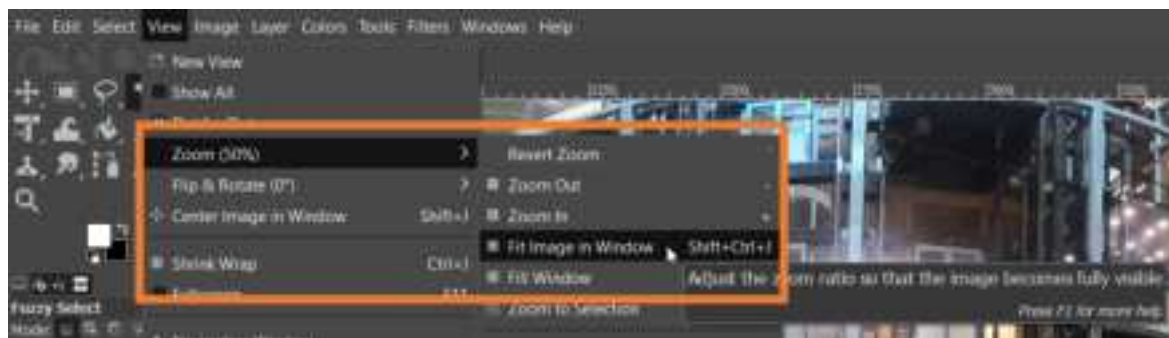 File Edit Select View Image Layer Colors Tools Filters Windows Help
New View
Show All
Zoom (50%)
Revert Zoom
Flip & Rotate (0°)
Zoom Out -
Center Image in Window Shift+J
Zoom In +
Fit Image in Window Shift+Ctrl+J
Shrink Wrap Ctrl+J
Fill Window
Adjust the zoom ratio so that the image becomes fully visible
Zoom to Selection
Press F1 for more help
Fuzzy Select
Mode: